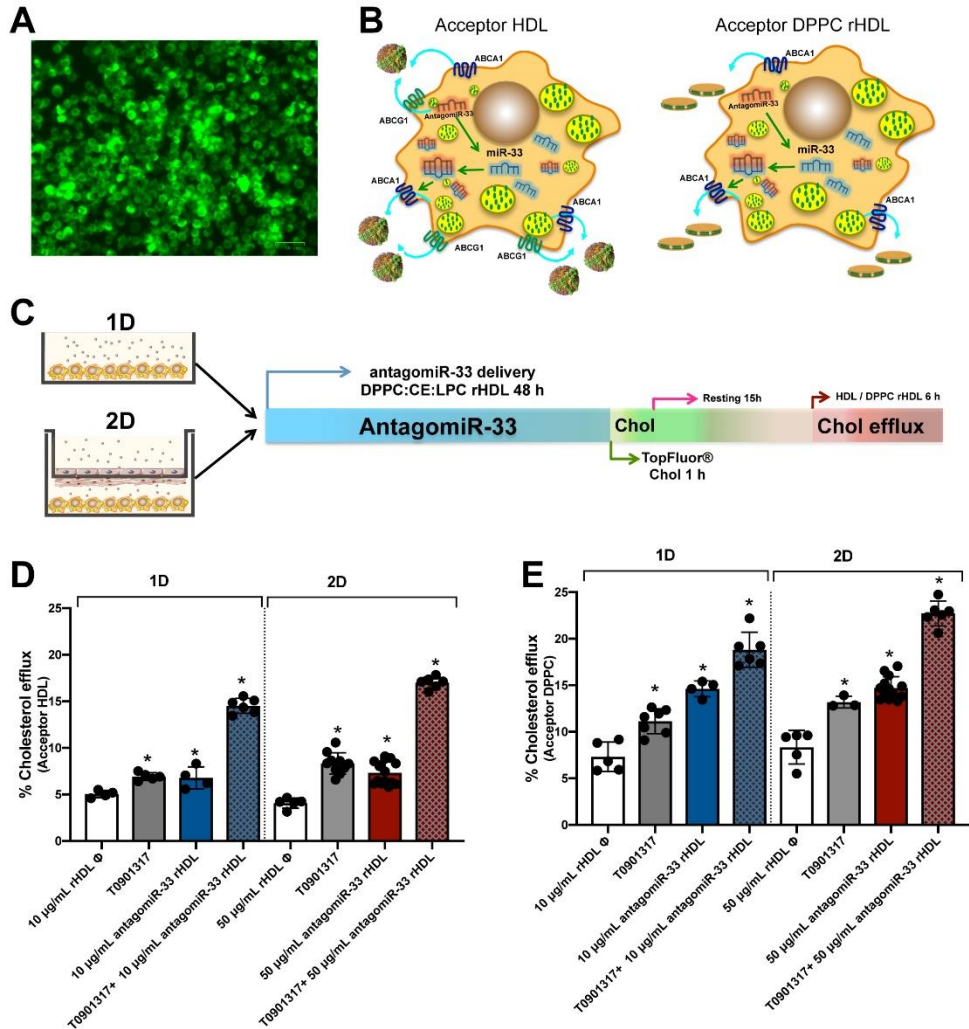 A
B
Acceptor HDL
ABCA1
ABCG1
AntagomiR-33
miR-33
ABCA1
ABCG1
ABCG1
ABCA1
Acceptor DPPC rHDL
ABCA1
AntagomiR-33
miR-33
ABCA1
ABCA1
C
1D
2D
antagomiR-33 delivery
DPPC:CE:LPC rHDL 48 h
AntagomiR-33
Chol
Resting 15h
TopFluor®
Chol 1 h
HDL / DPPC rHDL 6 h
Chol efflux
D
1D
2D
% Cholesterol efflux
(Acceptor HDL)
25
20
15
10
5
0
*
*
*
*
*
*
10 µg/mL rHDL Φ
T0901317
10 µg/mL antagomiR-33 rHDL
T0901317+ 10 µg/mL antagomiR-33 rHDL
50 µg/mL rHDL Φ
T0901317
50 µg/mL antagomiR-33 rHDL
T0901317+ 50 µg/mL antagomiR-33 rHDL
E
1D
2D
% Cholesterol efflux
(Acceptor DPPC)
25
20
15
10
5
0
*
*
*
*
*
*
10 µg/mL rHDL Φ
T0901317
10 µg/mL antagomiR-33 rHDL
T0901317+ 10 µg/mL antagomiR-33 rHDL
50 µg/mL rHDL Φ
T0901317
50 µg/mL antagomiR-33 rHDL
T0901317+ 50 µg/mL antagomiR-33 rHDL